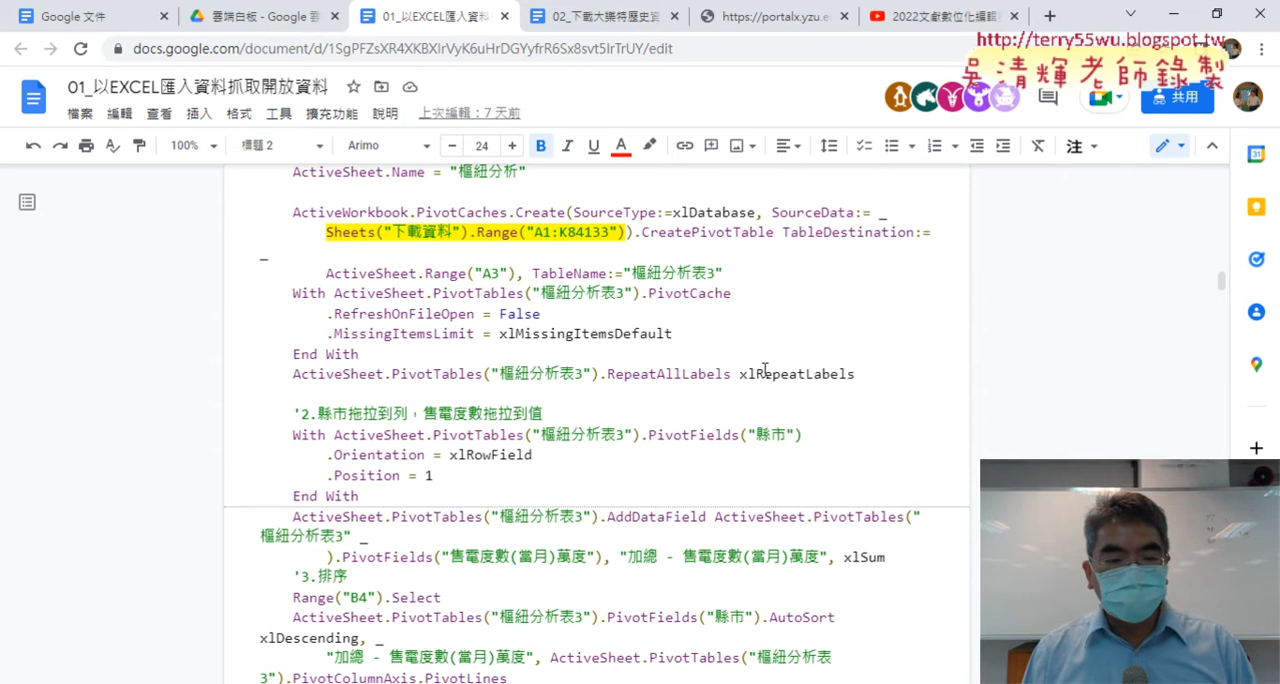 Google 文件
雲端白板 - Google 雲
01_以EXCEL匯入資料
02_下載大樂特歷史資
https://portalx.yzu.e
2022文獻數位化編輯
docs.google.com/document/d/1SgPFZsXR4XKBXlrVyK6uHrDGYyfrR6Sx8svt5lrTrUY/edit
http://terry55wu.blogspot.tw
吳清輝老師錄製
01_以EXCEL匯入資料抓取開放資料
檔案 編輯 查看 插入 格式 工具 擴充功能 說明 上次編輯:7 天前
共用
100% 標題 2 Arimo 24 B I U A 注
ActiveSheet.Name = "樞紐分析"
ActiveWorkbook.PivotCaches.Create(SourceType:=xlDatabase, SourceData:= _
Sheets("下載資料").Range("A1:K84133")).CreatePivotTable TableDestination:=
_
ActiveSheet.Range("A3"), TableName:="樞紐分析表3"
With ActiveSheet.PivotTables("樞紐分析表3").PivotCache
.RefreshOnFileOpen = False
.MissingItemsLimit = xlMissingItemsDefault
End With
ActiveSheet.PivotTables("樞紐分析表3").RepeatAllLabels xlRepeatLabels
'2.縣市拖拉到列，售電度數拖拉到值
With ActiveSheet.PivotTables("樞紐分析表3").PivotFields("縣市")
.Orientation = xlRowField
.Position = 1
End With
ActiveSheet.PivotTables("樞紐分析表3").AddDataField ActiveSheet.PivotTables("
樞紐分析表3" _
).PivotFields("售電度數(當月)萬度"), "加總 - 售電度數(當月)萬度", xlSum
'3.排序
Range("B4").Select
ActiveSheet.PivotTables("樞紐分析表3").PivotFields("縣市").AutoSort
xlDescending, _
"加總 - 售電度數(當月)萬度", ActiveSheet.PivotTables("樞紐分析表
3").PivotColumnAxis.PivotLines